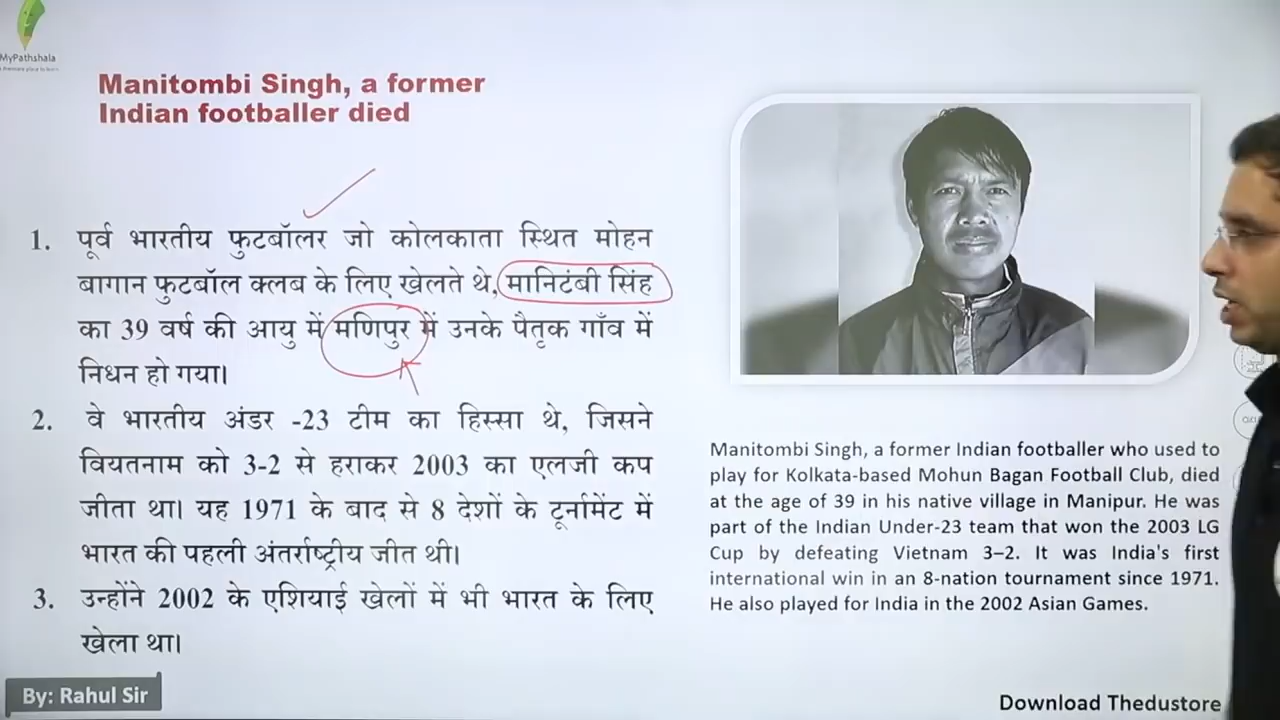 MyPathshala
Manitombi Singh, a former
Indian footballer died
1. पूर्व भारतीय फुटबॉलर जो कोलकाता स्थित मोहन
बागान फुटबॉल क्लब के लिए खेलते थे, मानिटंबी सिंह
का 39 वर्ष की आयु में मणिपुर में उनके पैतृक गाँव में
निधन हो गया।
2. वे भारतीय अंडर -23 टीम का हिस्सा थे, जिसने
वियतनाम को 3-2 से हराकर 2003 का एलजी कप
जीता था। यह 1971 के बाद से 8 देशों के टूर्नामेंट में
भारत की पहली अंतर्राष्ट्रीय जीत थी।
3. उन्होंने 2002 के एशियाई खेलों में भी भारत के लिए
खेला था।
Manitombi Singh, a former Indian footballer who used to
play for Kolkata-based Mohun Bagan Football Club, died
at the age of 39 in his native village in Manipur. He was
part of the Indian Under-23 team that won the 2003 LG
Cup by defeating Vietnam 3–2. It was India's first
international win in an 8-nation tournament since 1971.
He also played for India in the 2002 Asian Games.
By: Rahul Sir
Download Thedustore